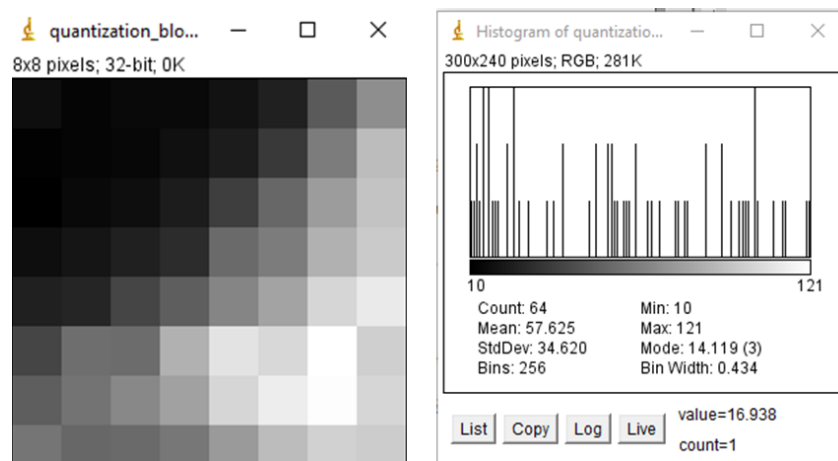 quantization_blo...
8x8 pixels; 32-bit; 0K
Histogram of quantizatio...
300x240 pixels; RGB; 281K
10 121
Count: 64 Min: 10
Mean: 57.625 Max: 121
StdDev: 34.620 Mode: 14.119 (3)
Bins: 256 Bin Width: 0.434
List Copy Log Live value=16.938
count=1